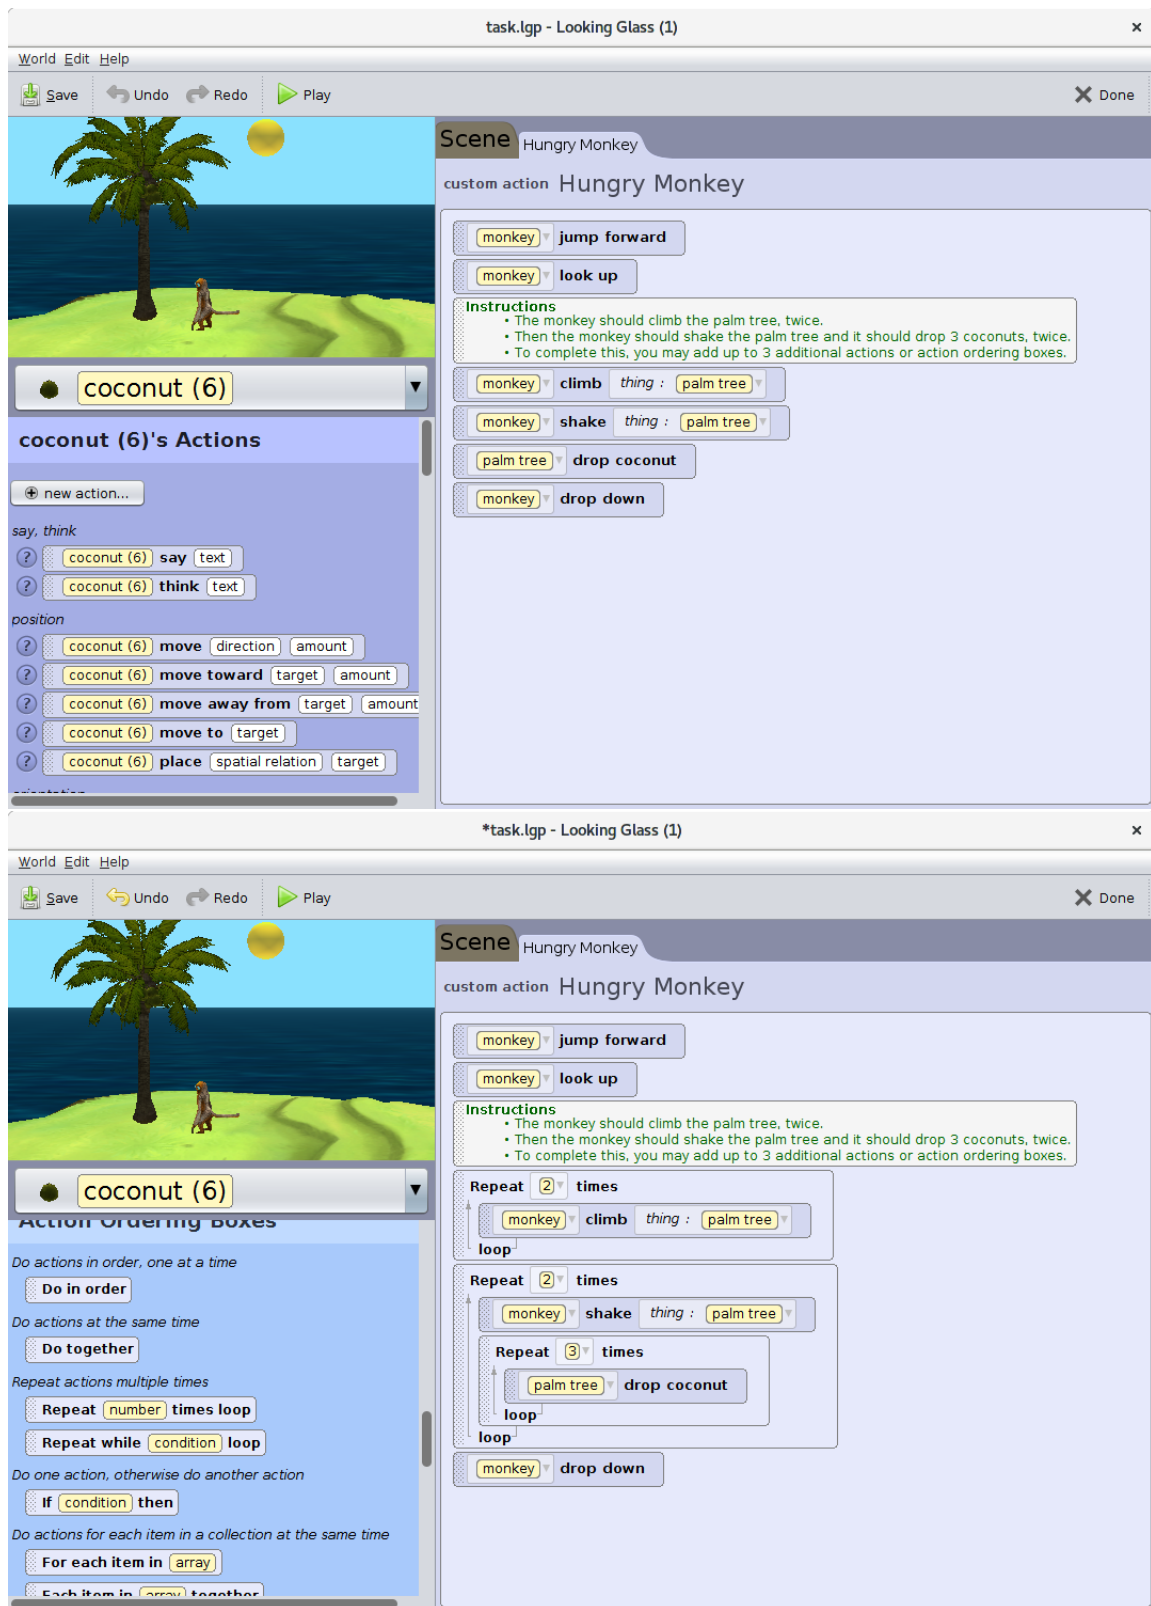 task.lgp - Looking Glass (1) ×
World Edit Help
Save Undo Redo Play Done
Scene Hungry Monkey
custom action Hungry Monkey
monkey jump forward
monkey look up
Instructions
• The monkey should climb the palm tree, twice.
• Then the monkey should shake the palm tree and it should drop 3 coconuts, twice.
• To complete this, you may add up to 3 additional actions or action ordering boxes.
monkey climb thing : palm tree
monkey shake thing : palm tree
palm tree drop coconut
monkey drop down
coconut (6)
coconut (6)'s Actions
new action...
say, think
? coconut (6) say text
? coconut (6) think text
position
? coconut (6) move direction amount
? coconut (6) move toward target amount
? coconut (6) move away from target amount
? coconut (6) move to target
? coconut (6) place spatial relation target
orientation
*task.lgp - Looking Glass (1) ×
World Edit Help
Save Undo Redo Play Done
Scene Hungry Monkey
custom action Hungry Monkey
monkey jump forward
monkey look up
Instructions
• The monkey should climb the palm tree, twice.
• Then the monkey should shake the palm tree and it should drop 3 coconuts, twice.
• To complete this, you may add up to 3 additional actions or action ordering boxes.
Repeat 2 times
monkey climb thing : palm tree
loop
Repeat 2 times
monkey shake thing : palm tree
Repeat 3 times
palm tree drop coconut
loop
loop
monkey drop down
coconut (6)
Action Ordering Boxes
Do actions in order, one at a time
Do in order
Do actions at the same time
Do together
Repeat actions multiple times
Repeat number times loop
Repeat while condition loop
Do one action, otherwise do another action
If condition then
Do actions for each item in a collection at the same time
For each item in array
Each item in array together